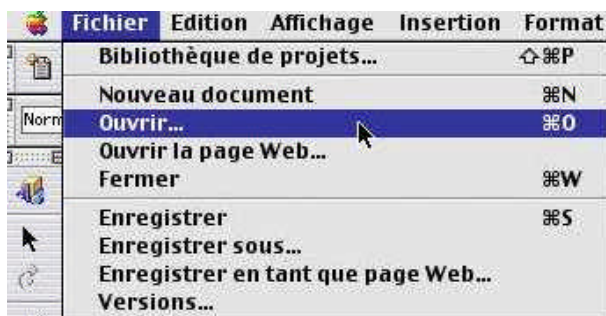 Fichier Edition Affichage Insertion Format
Bibliothèque de projets... ⇧⌘P
Nouveau document ⌘N
Norm
Ouvrir... ⌘O
Ouvrir la page Web...
Fermer ⌘W
Enregistrer ⌘S
Enregistrer sous...
Enregistrer en tant que page Web...
Versions...